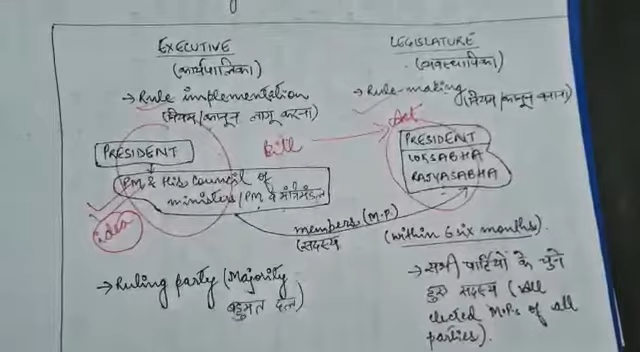 EXECUTIVE
(कार्यपालिका)
→ Rule implementation
(नियम/कानून लागू करना)
PRESIDENT
PM & His Council of
ministers/PM व मंत्रिमंडल
idea
→ Ruling party (Majority
बहुमत दल)
Bill
members (M.P.)
(सदस्य
LEGISLATURE
(व्यवस्थापिका)
→ Rule-making
(नियम/कानून बनाना)
Act
PRESIDENT
LOKSABHA
RAJYASABHA
(within 6 six months).
→ सभी पार्टियों के चुने
हुए सदस्य (All
elected M.P.s of all
parties).